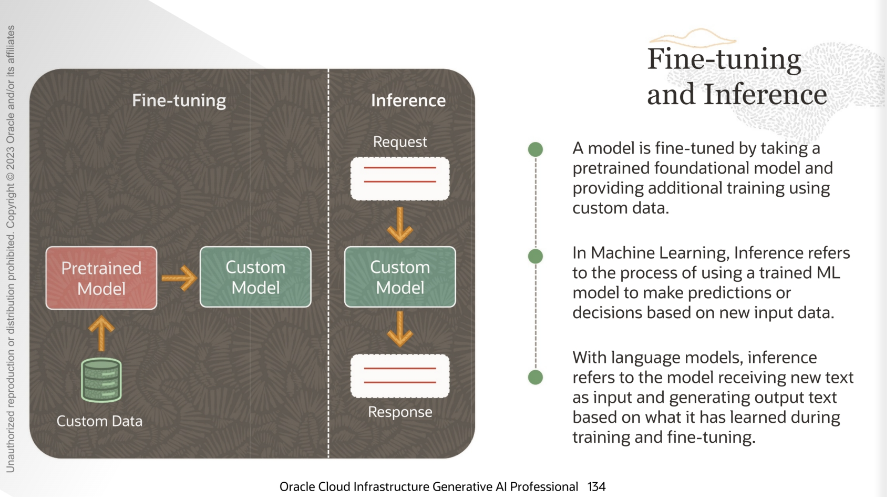 Unauthorized reproduction or distribution prohibited. Copyright © 2023 Oracle and/or its affiliates
Fine-tuning
and Inference
Fine-tuning
Pretrained
Model
Custom
Model
Custom Data
Inference
Request
Custom
Model
Response
A model is fine-tuned by taking a
pretrained foundational model and
providing additional training using
custom data.
In Machine Learning, Inference refers
to the process of using a trained ML
model to make predictions or
decisions based on new input data.
With language models, inference
refers to the model receiving new text
as input and generating output text
based on what it has learned during
training and fine-tuning.
Oracle Cloud Infrastructure Generative AI Professional 134